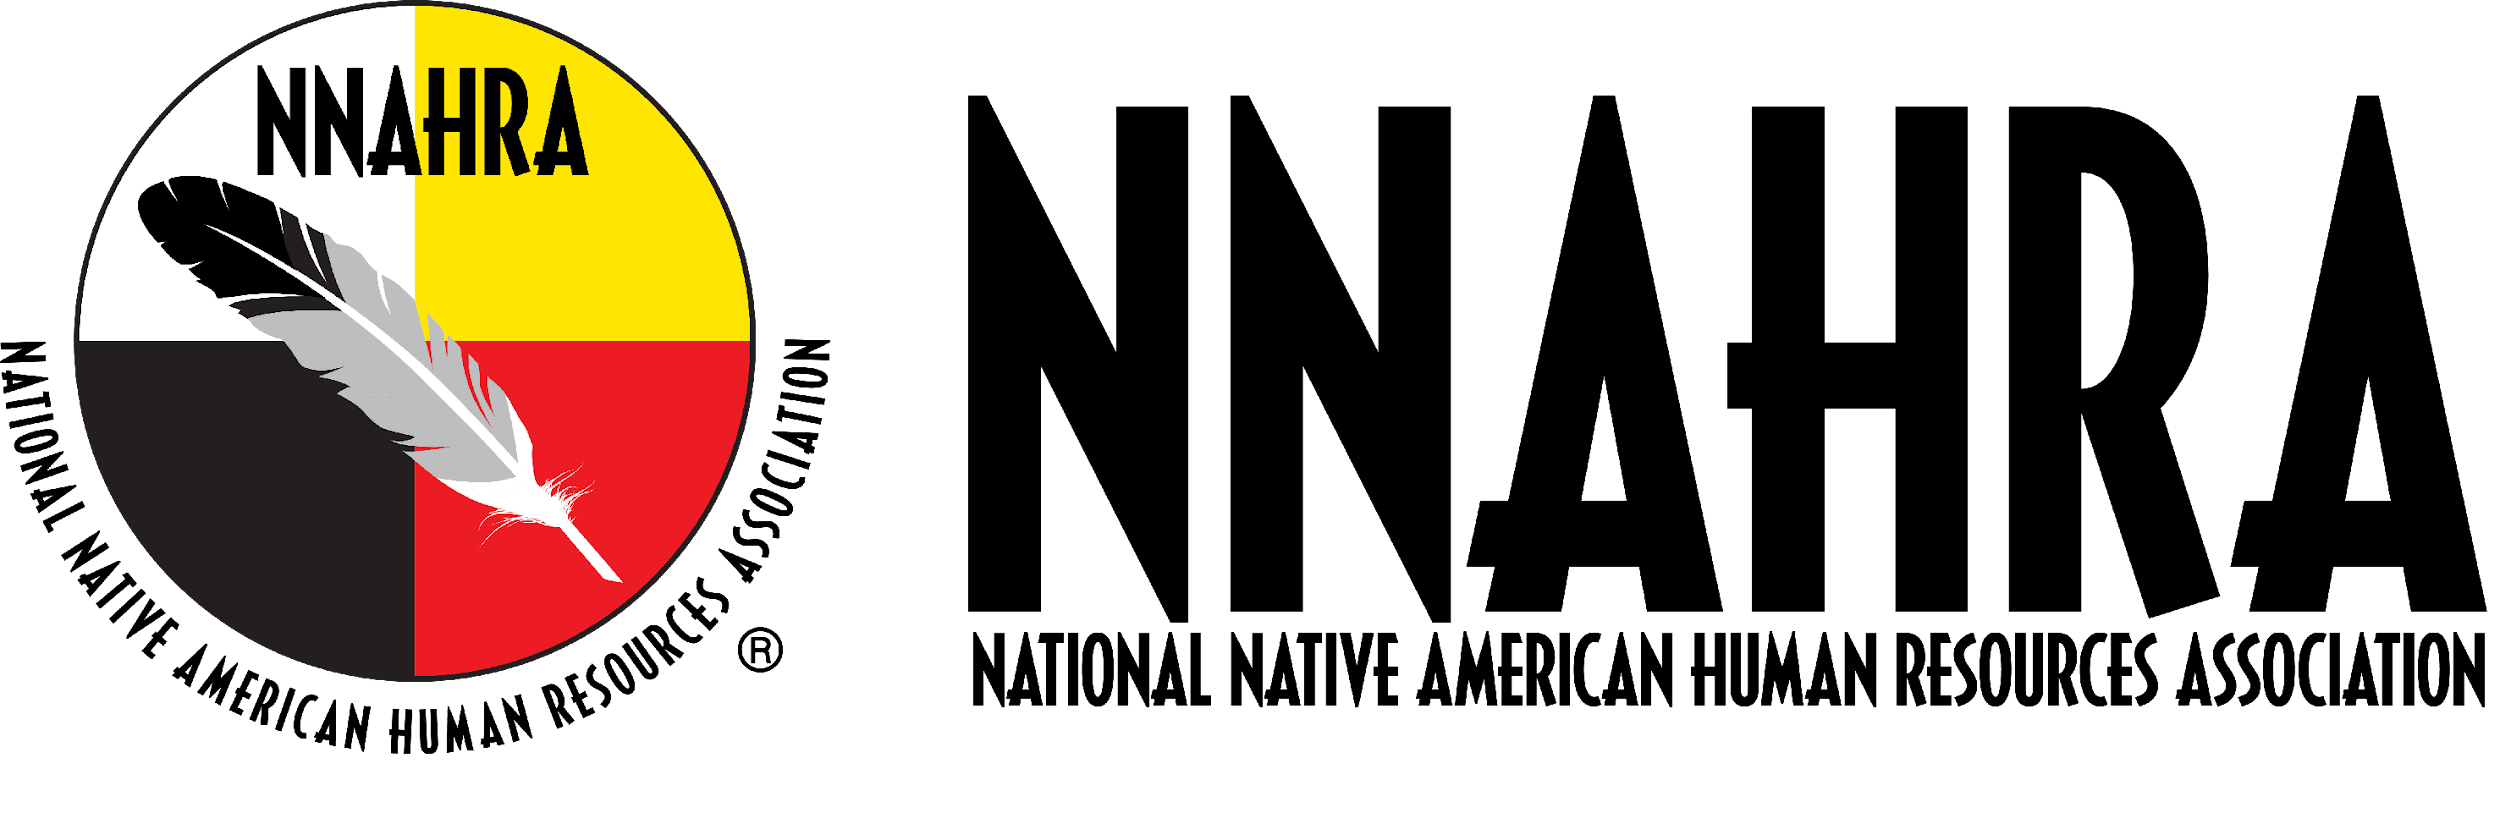 NNAHRA
NATIONAL NATIVE AMERICAN HUMAN RESOURCES ASSOCIATION
®
NNAHRA
NATIONAL NATIVE AMERICAN HUMAN RESOURCES ASSOCIATION